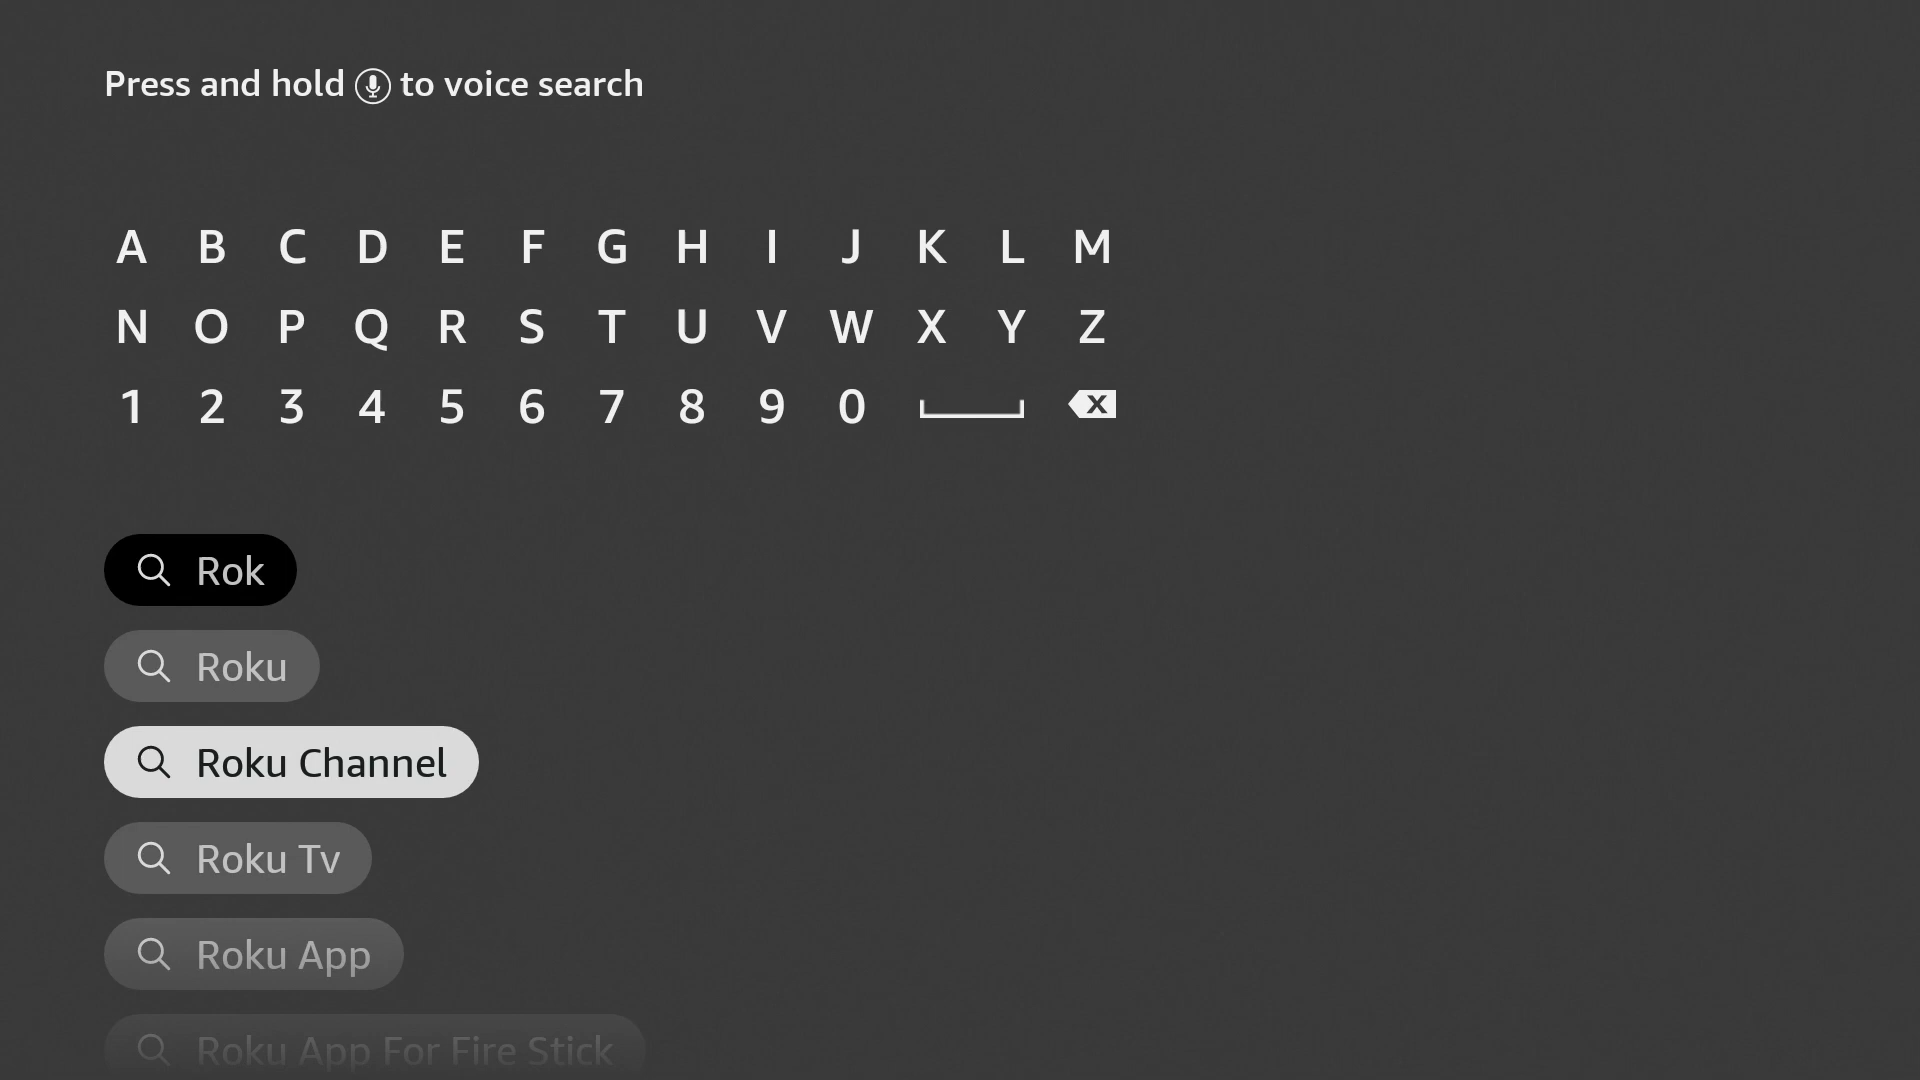 Press and hold to voice search
A B C D E F G H I J K L M
N O P Q R S T U V W X Y Z
1 2 3 4 5 6 7 8 9 0
Rok
Roku
Roku Channel
Roku Tv
Roku App
Roku App For Fire Stick